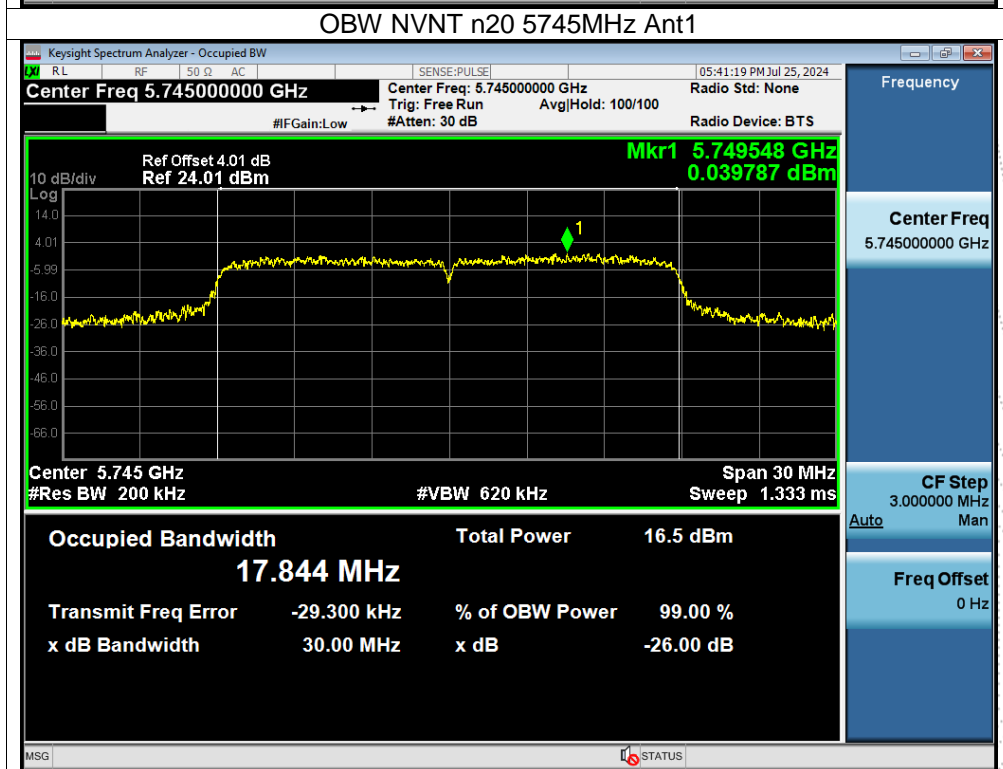 OBW NVNT n20 5745MHz Ant1
Keysight Spectrum Analyzer - Occupied BW
LXI RL RF 50 Ω AC SENSE:PULSE 05:41:19 PM Jul 25, 2024
Center Freq 5.745000000 GHz Center Freq: 5.745000000 GHz Radio Std: None Frequency
Trig: Free Run Avg|Hold: 100/100
#IFGain:Low #Atten: 30 dB Radio Device: BTS
Mkr1 5.749548 GHz
Ref Offset 4.01 dB 0.039787 dBm
10 dB/div Ref 24.01 dBm
Log
14.0
4.01
-5.99
-16.0
-26.0
-36.0
-46.0
-56.0
-66.0
1
Center Freq
5.745000000 GHz
Center 5.745 GHz Span 30 MHz
#Res BW 200 kHz #VBW 620 kHz Sweep 1.333 ms
CF Step
3.000000 MHz
Auto Man
Occupied Bandwidth Total Power 16.5 dBm
17.844 MHz
Freq Offset
0 Hz
Transmit Freq Error -29.300 kHz % of OBW Power 99.00 %
x dB Bandwidth 30.00 MHz x dB -26.00 dB
MSG STATUS